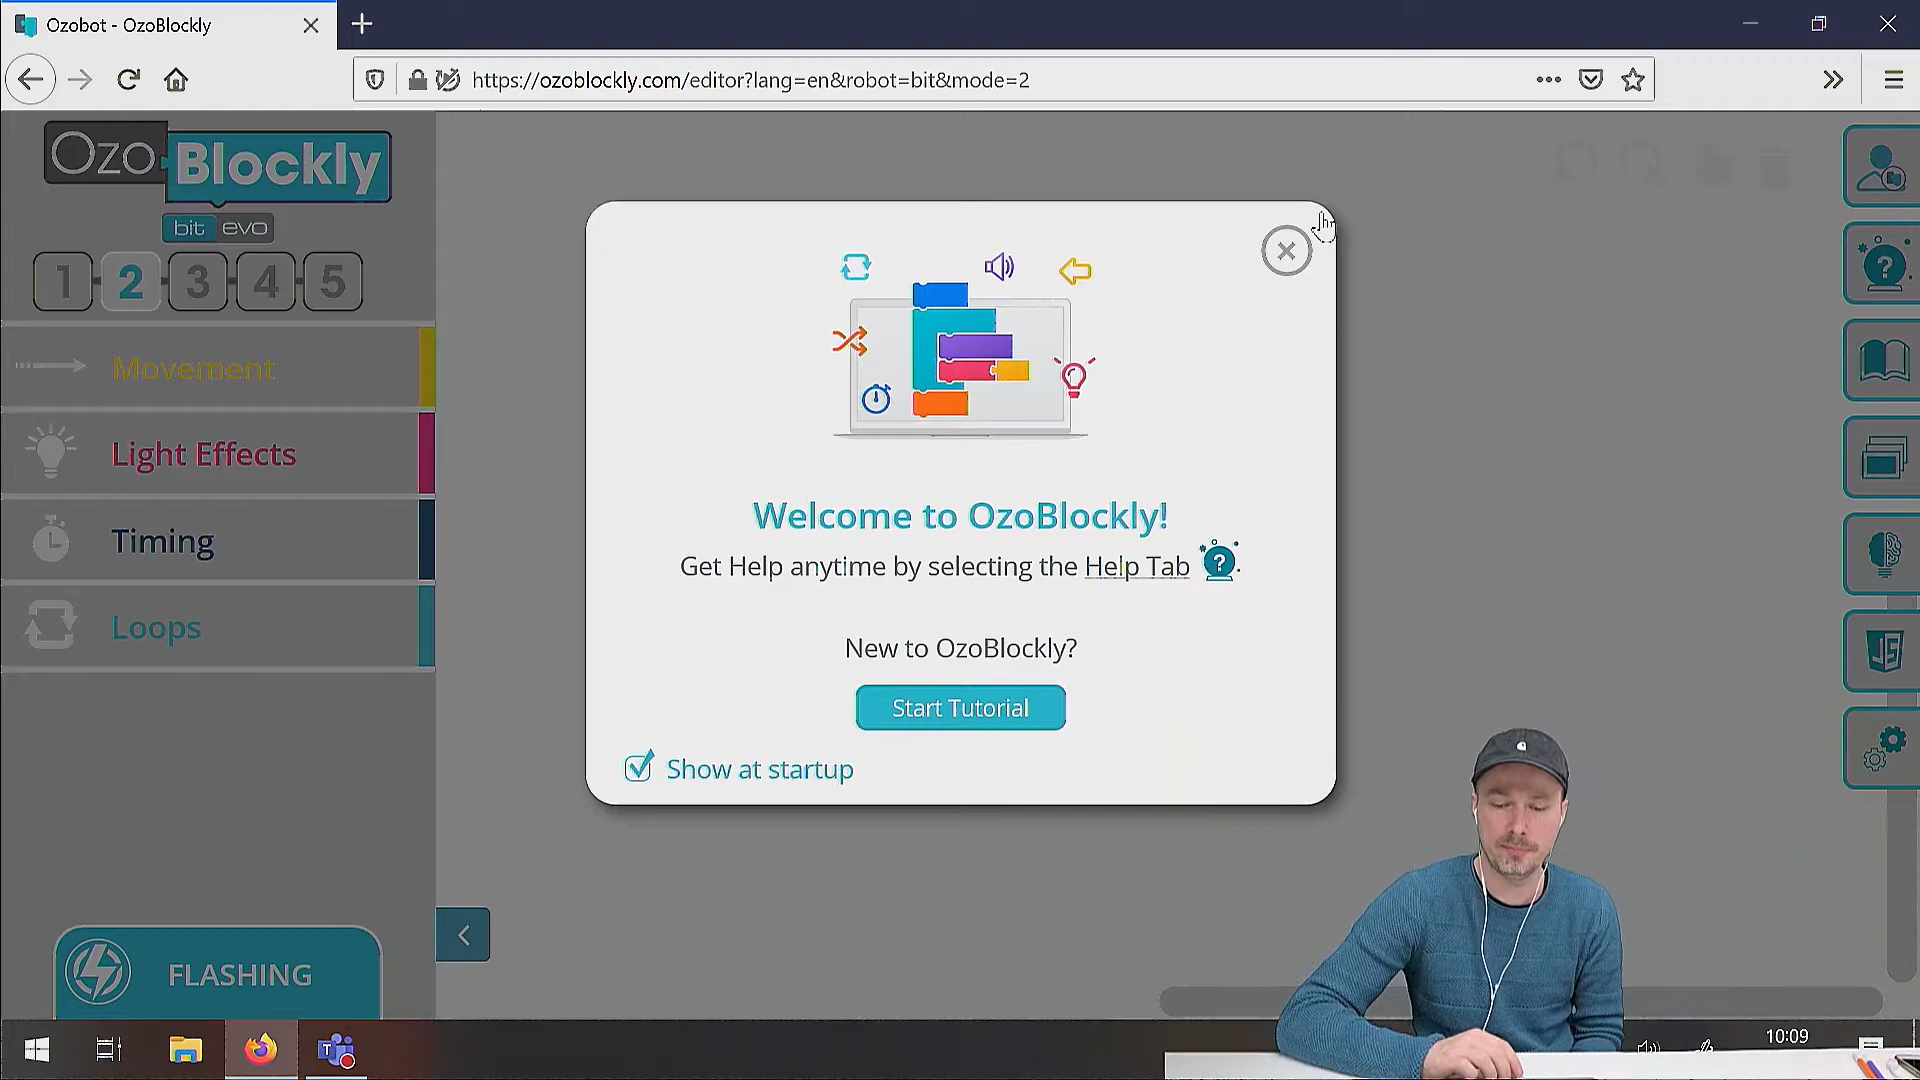 Ozobot - OzoBlockly
https://ozoblockly.com/editor?lang=en&robot=bit&mode=2
Ozo Blockly
bit evo
1 2 3 4 5
Movement
Light Effects
Timing
Loops
FLASHING
Welcome to OzoBlockly!
Get Help anytime by selecting the Help Tab ?
New to OzoBlockly?
Start Tutorial
Show at startup
?
JS
T
10:09